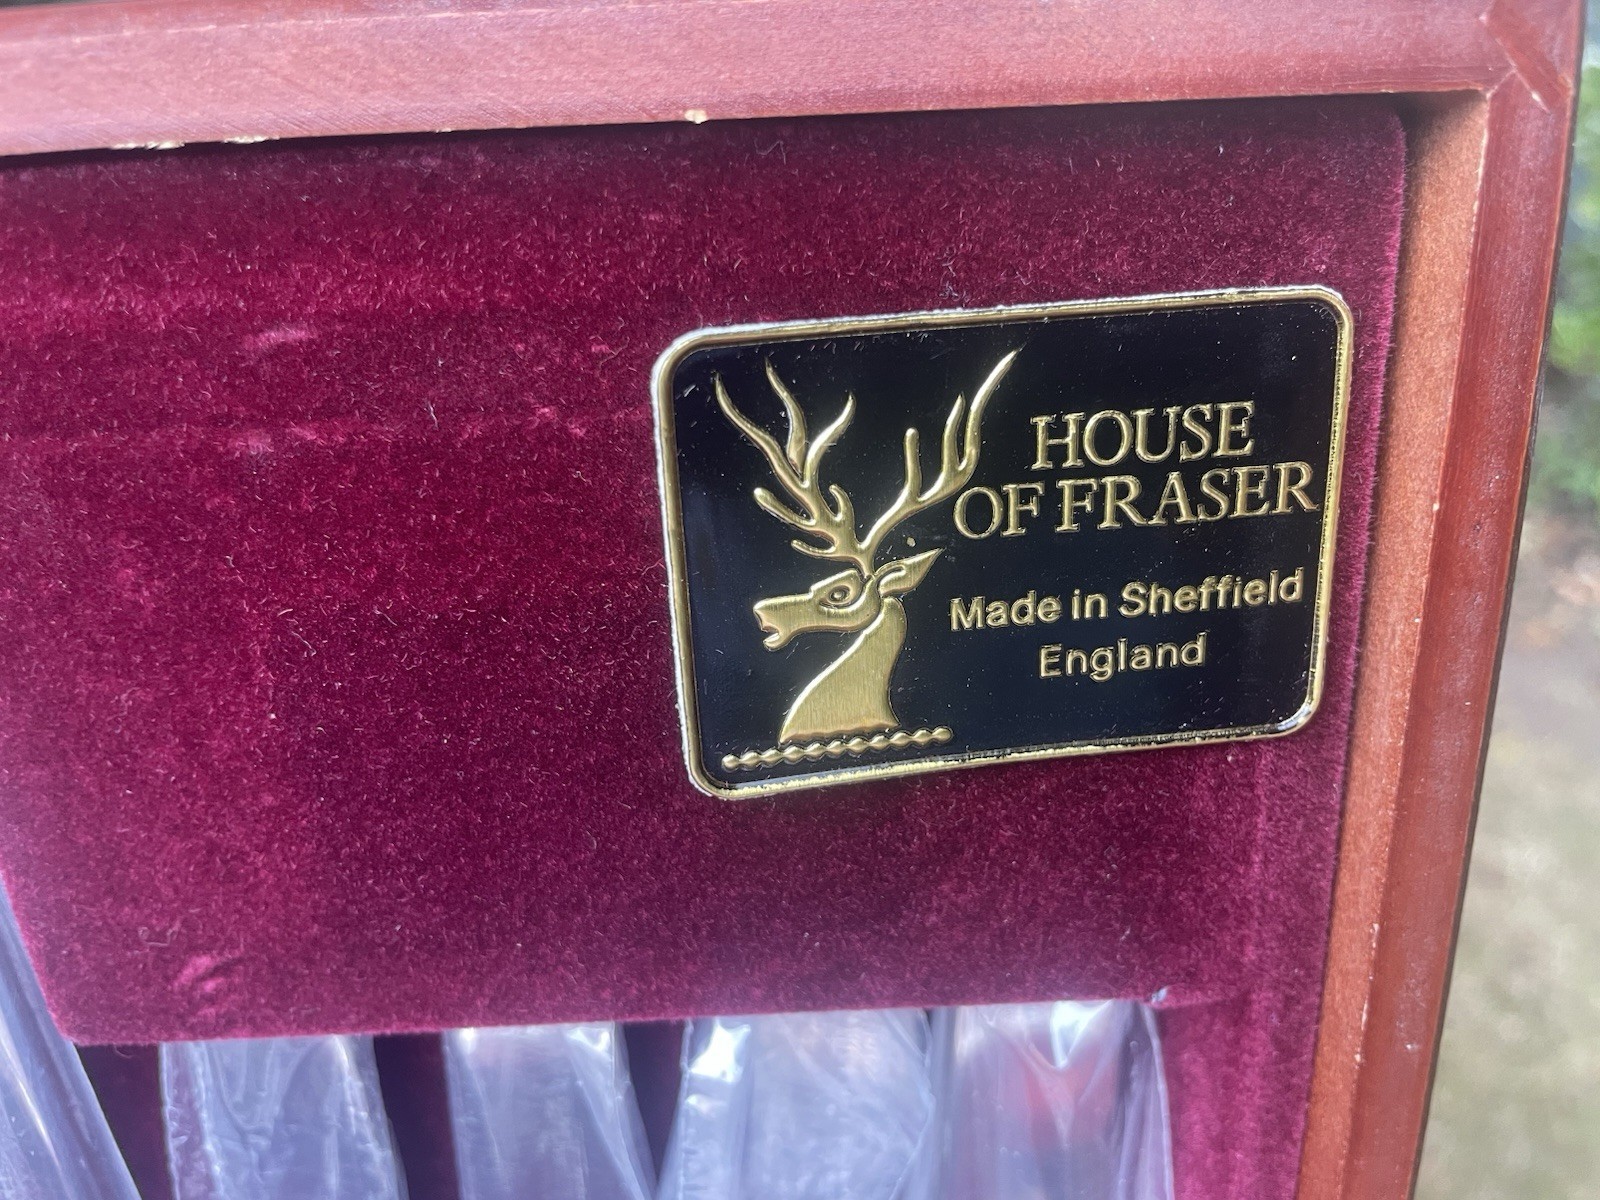 HOUSE
OF FRASER
Made in Sheffield
England